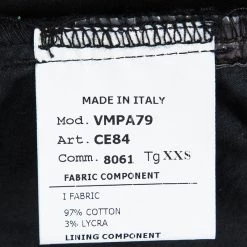 MADE IN ITALY
Mod. VMPA79
Art. CE84
Comm. 8061 Tg XXS
FABRIC COMPONENT
I FABRIC
97% COTTON
3% LYCRA
LINING COMPONENT